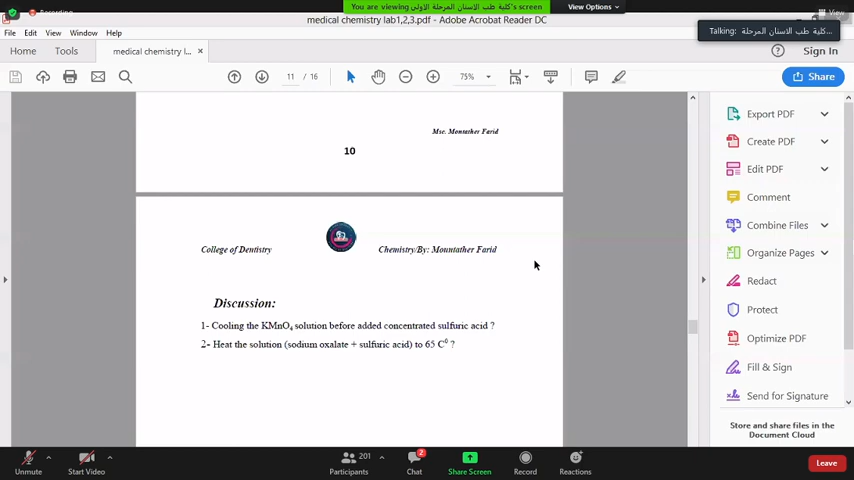 Recording
You are viewing كلية طب الاسنان المرحلة الاولى's screen
View Options
View
medical chemistry lab1,2,3.pdf - Adobe Acrobat Reader DC
File Edit View Window Help
Talking: كلية طب الاسنان المرحلة...
Home
Tools
medical chemistry l...
×
Sign In
11 / 16
75%
Share
Msc. Montather Farid
10
College of Dentistry
Chemistry/By: Mountather Farid
Discussion:
1- Cooling the KMnO₄ solution before added concentrated sulfuric acid ?
2- Heat the solution (sodium oxalate + sulfuric acid) to 65 C⁰ ?
Export PDF
Create PDF
Edit PDF
Comment
Combine Files
Organize Pages
Redact
Protect
Optimize PDF
Fill & Sign
Send for Signature
Store and share files in the
Document Cloud
Unmute
Start Video
201
Participants
2
Chat
Share Screen
Record
Reactions
Leave